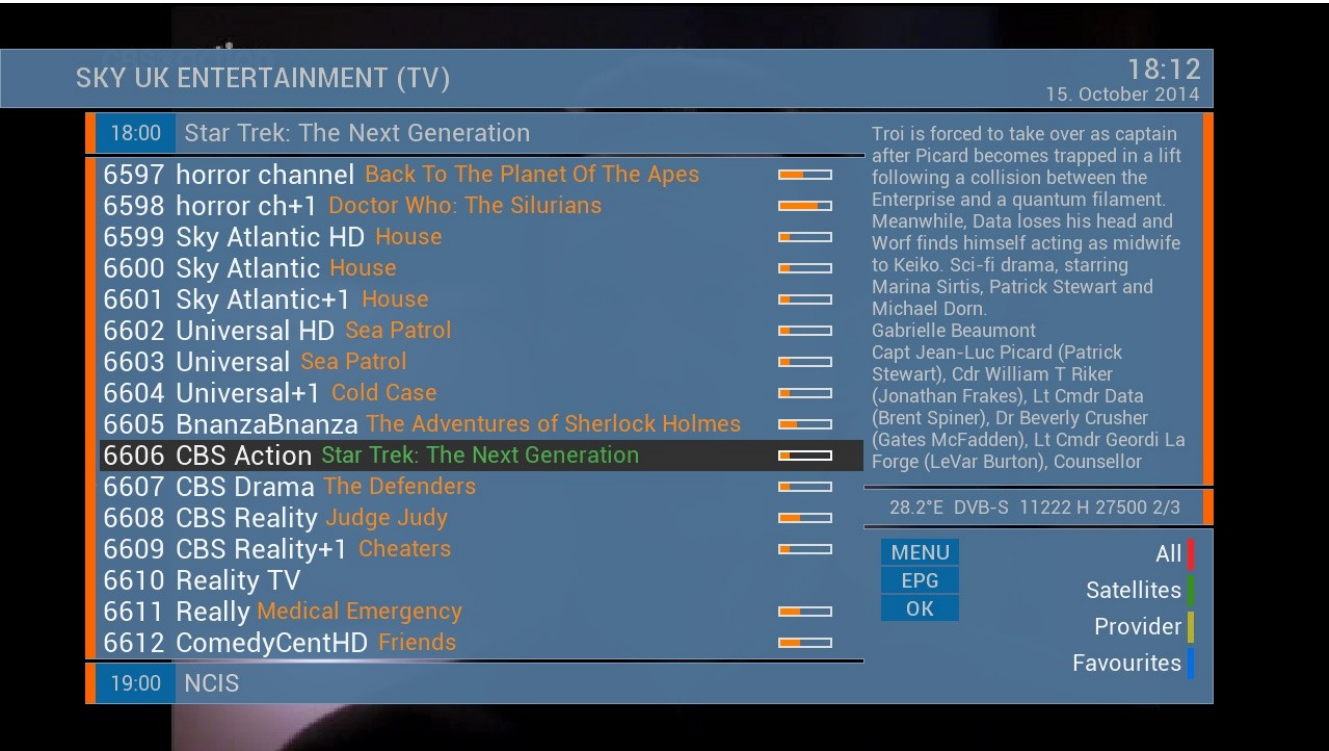 SKY UK ENTERTAINMENT (TV)
18:12
15. October 2014
18:00 Star Trek: The Next Generation
6597 horror channel Back To The Planet Of The Apes
6598 horror ch+1 Doctor Who: The Silurians
6599 Sky Atlantic HD House
6600 Sky Atlantic House
6601 Sky Atlantic+1 House
6602 Universal HD Sea Patrol
6603 Universal Sea Patrol
6604 Universal+1 Cold Case
6605 BnanzaBnanza The Adventures of Sherlock Holmes
6606 CBS Action Star Trek: The Next Generation
6607 CBS Drama The Defenders
6608 CBS Reality Judge Judy
6609 CBS Reality+1 Cheaters
6610 Reality TV
6611 Really Medical Emergency
6612 ComedyCentHD Friends
19:00 NCIS
Troi is forced to take over as captain
after Picard becomes trapped in a lift
following a collision between the
Enterprise and a quantum filament.
Meanwhile, Data loses his head and
Worf finds himself acting as midwife
to Keiko. Sci-fi drama, starring
Marina Sirtis, Patrick Stewart and
Michael Dorn.
Gabrielle Beaumont
Capt Jean-Luc Picard (Patrick
Stewart), Cdr William T Riker
(Jonathan Frakes), Lt Cmdr Data
(Brent Spiner), Dr Beverly Crusher
(Gates McFadden), Lt Cmdr Geordi La
Forge (LeVar Burton), Counsellor
28.2°E DVB-S 11222 H 27500 2/3
MENU
EPG
OK
All
Satellites
Provider
Favourites